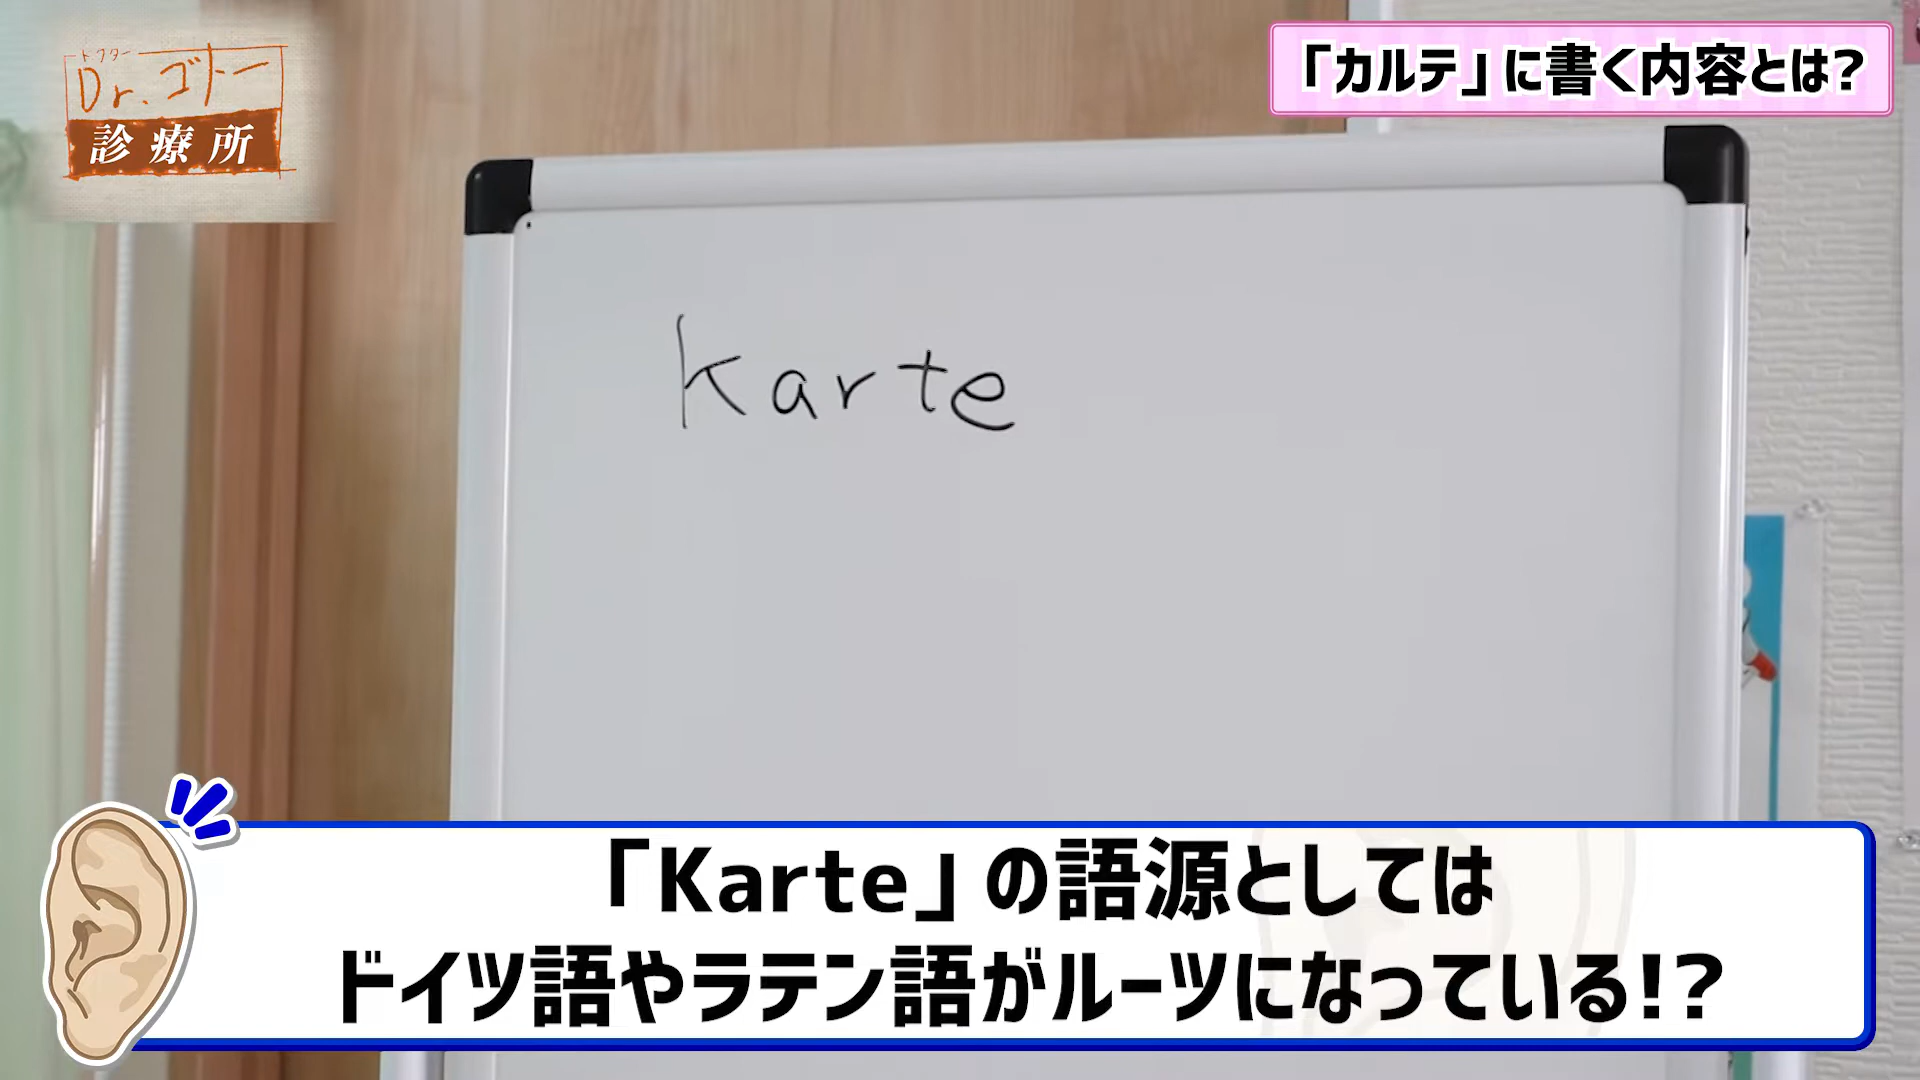 ドクター
Dr.ゴトー
診療所
「カルテ」に書く内容とは?
Karte
「Karte」の語源としては
ドイツ語やラテン語がルーツになっている!?